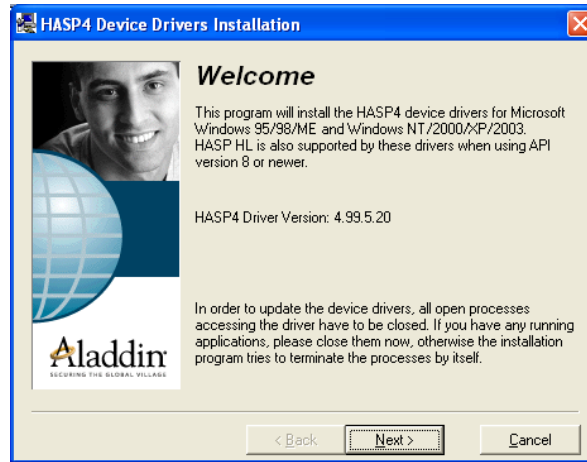 HASP4 Device Drivers Installation
Welcome
This program will install the HASP4 device drivers for Microsoft
Windows 95/98/ME and Windows NT/2000/XP/2003.
HASP HL is also supported by these drivers when using API
version 8 or newer.
HASP4 Driver Version: 4.99.5.20
In order to update the device drivers, all open processes
accessing the driver have to be closed. If you have any running
applications, please close them now, otherwise the installation
program tries to terminate the processes by itself.
Aladdin
SECURING THE GLOBAL VILLAGE
< Back
Next >
Cancel